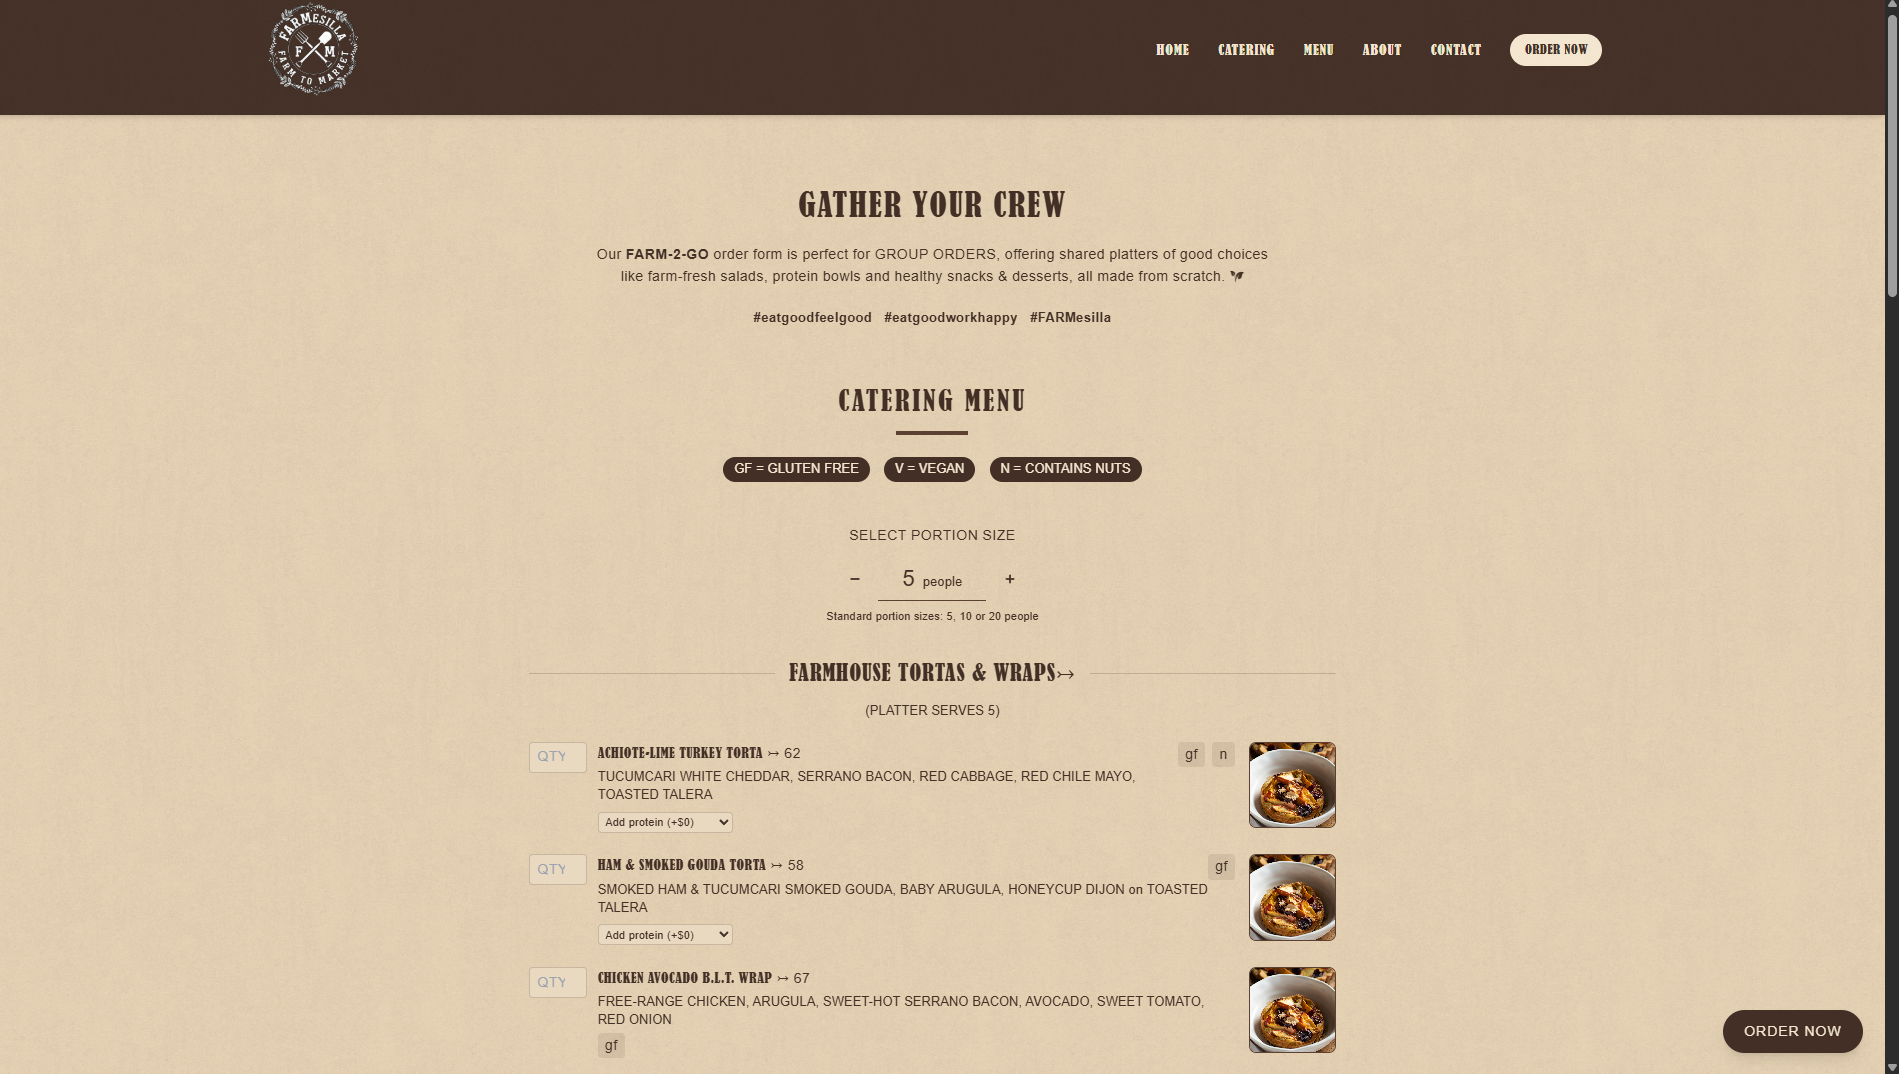 FARMESILLA
F M
FARM TO MARKET
HOME CATERING MENU ABOUT CONTACT ORDER NOW
GATHER YOUR CREW
Our FARM-2-GO order form is perfect for GROUP ORDERS, offering shared platters of good choices
like farm-fresh salads, protein bowls and healthy snacks & desserts, all made from scratch.
#eatgoodfeelgood #eatgoodworkhappy #FARMesilla
CATERING MENU
GF = GLUTEN FREE V = VEGAN N = CONTAINS NUTS
SELECT PORTION SIZE
− 5 people +
Standard portion sizes: 5, 10 or 20 people
FARMHOUSE TORTAS & WRAPS↣
(PLATTER SERVES 5)
QTY ACHIOTE-LIME TURKEY TORTA ↣ 62 gf n
TUCUMCARI WHITE CHEDDAR, SERRANO BACON, RED CABBAGE, RED CHILE MAYO,
TOASTED TALERA
Add protein (+$0)
QTY HAM & SMOKED GOUDA TORTA ↣ 58 gf
SMOKED HAM & TUCUMCARI SMOKED GOUDA, BABY ARUGULA, HONEYCUP DIJON on TOASTED
TALERA
Add protein (+$0)
QTY CHICKEN AVOCADO B.L.T. WRAP ↣ 67
FREE-RANGE CHICKEN, ARUGULA, SWEET-HOT SERRANO BACON, AVOCADO, SWEET TOMATO,
RED ONION
gf
ORDER NOW